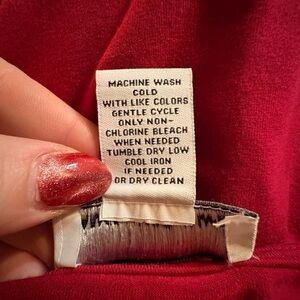 MACHINE WASH
COLD
WITH LIKE COLORS
GENTLE CYCLE
ONLY NON-
CHLORINE BLEACH
WHEN NEEDED
TUMBLE DRY LOW
COOL IRON
IF NEEDED
OR DRY CLEAN